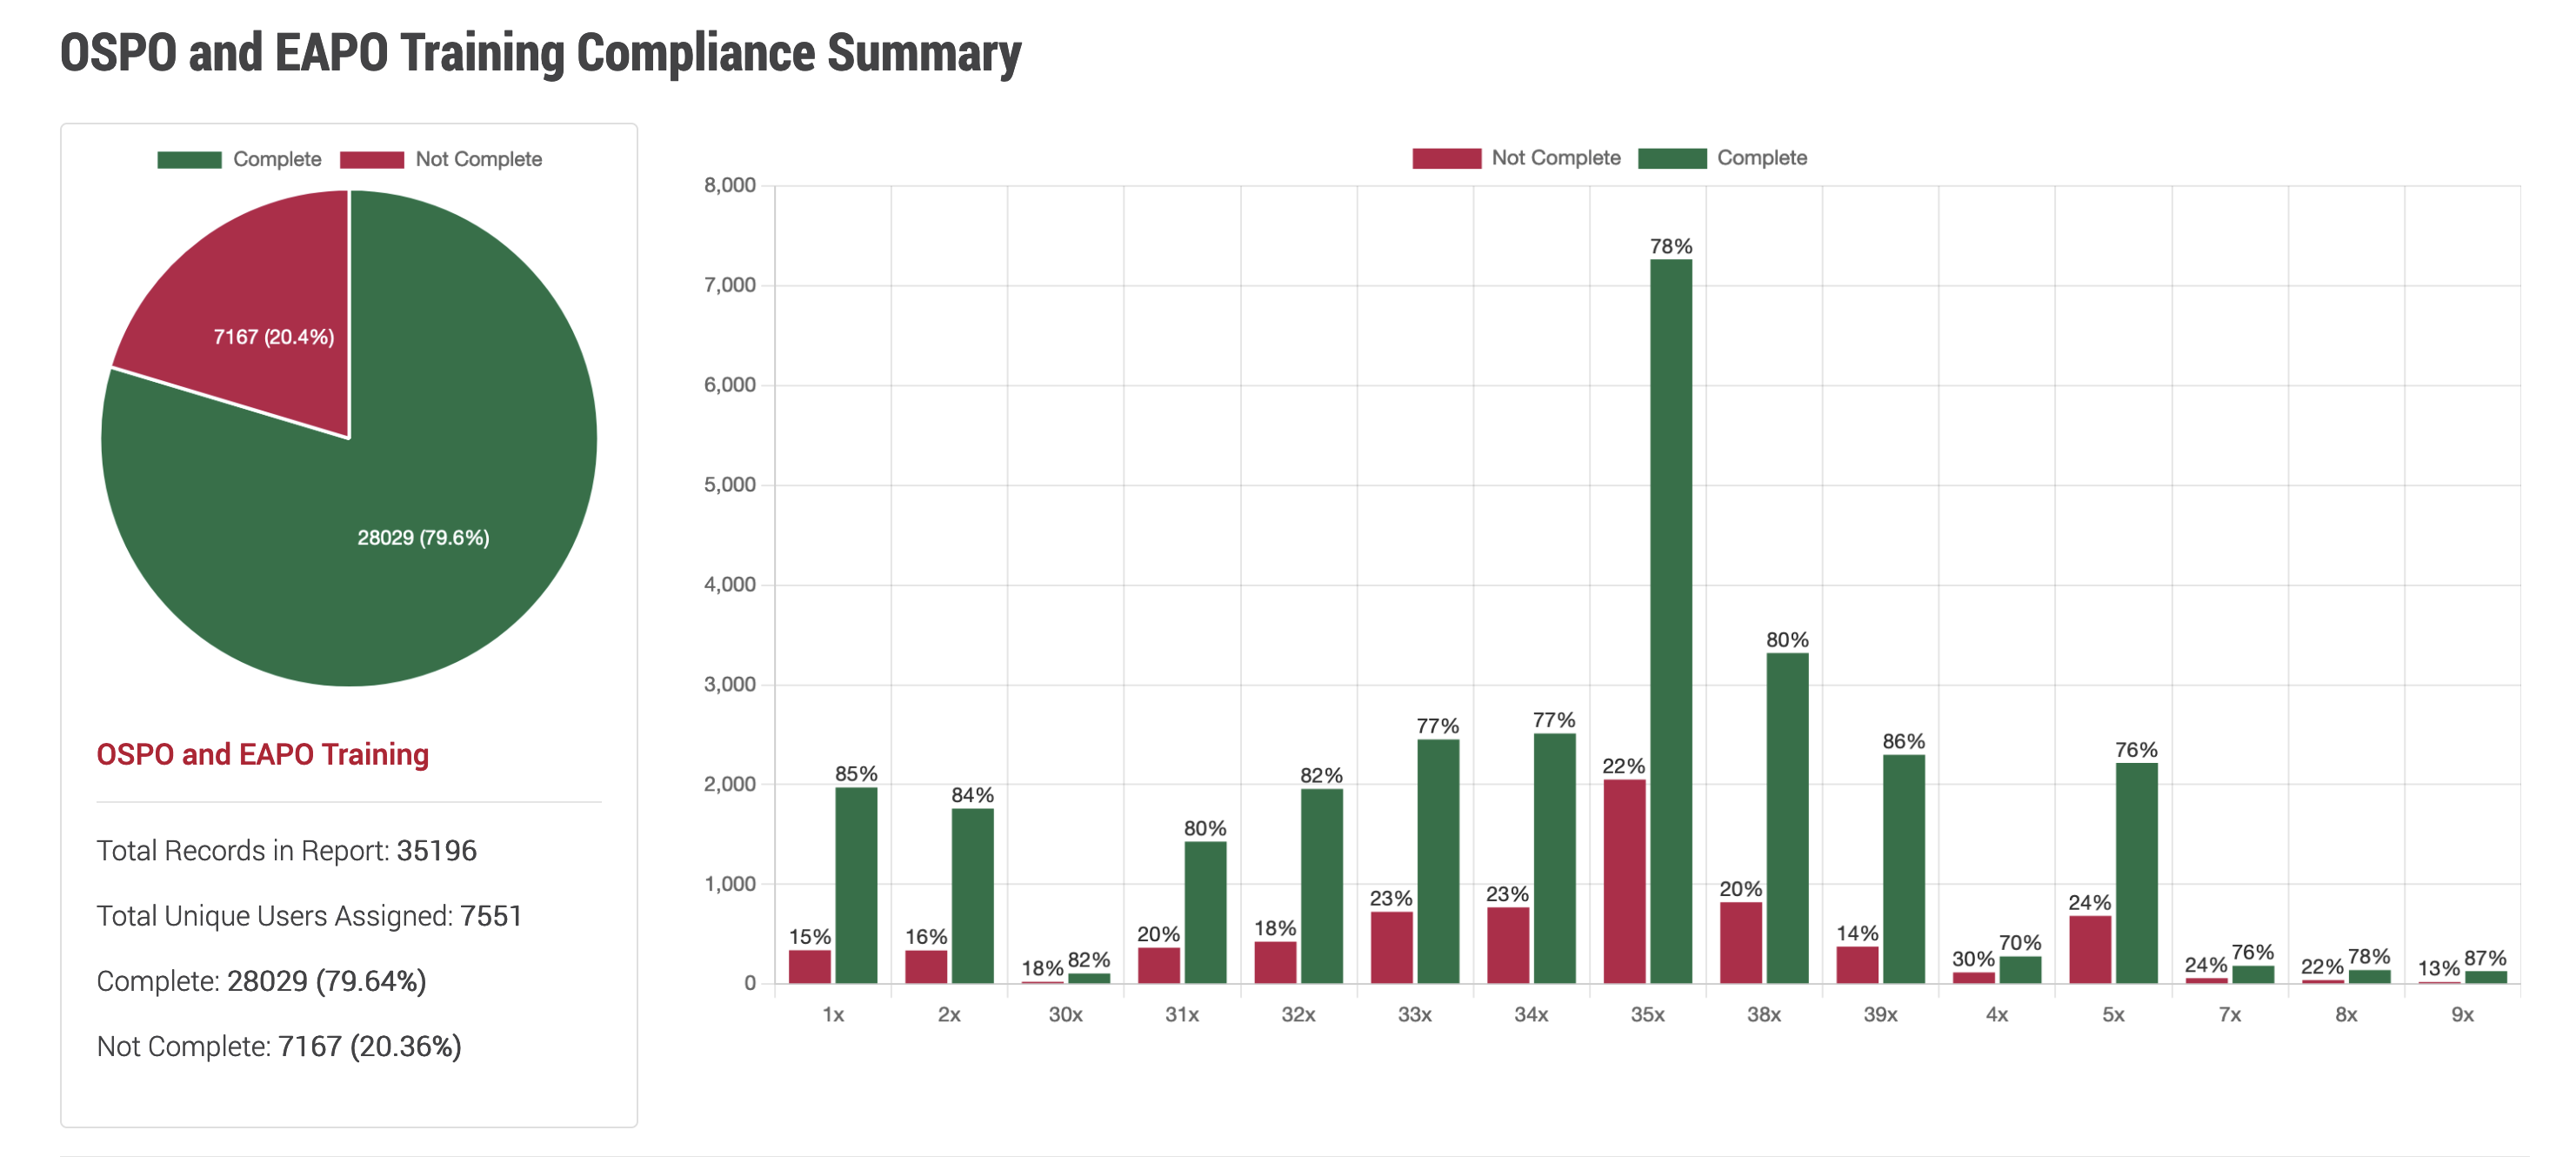 OSPO and EAPO Training Compliance Summary
Complete Not Complete
7167 (20.4%)
28029 (79.6%)
OSPO and EAPO Training
Total Records in Report: 35196
Total Unique Users Assigned: 7551
Complete: 28029 (79.64%)
Not Complete: 7167 (20.36%)
Not Complete Complete
8,000
7,000
6,000
5,000
4,000
3,000
2,000
1,000
0
15% 85%
16% 84%
18% 82%
20% 80%
18% 82%
23% 77%
23% 77%
22% 78%
20% 80%
14% 86%
30% 70%
24% 76%
24% 76%
22% 78%
13% 87%
1x 2x 30x 31x 32x 33x 34x 35x 38x 39x 4x 5x 7x 8x 9x